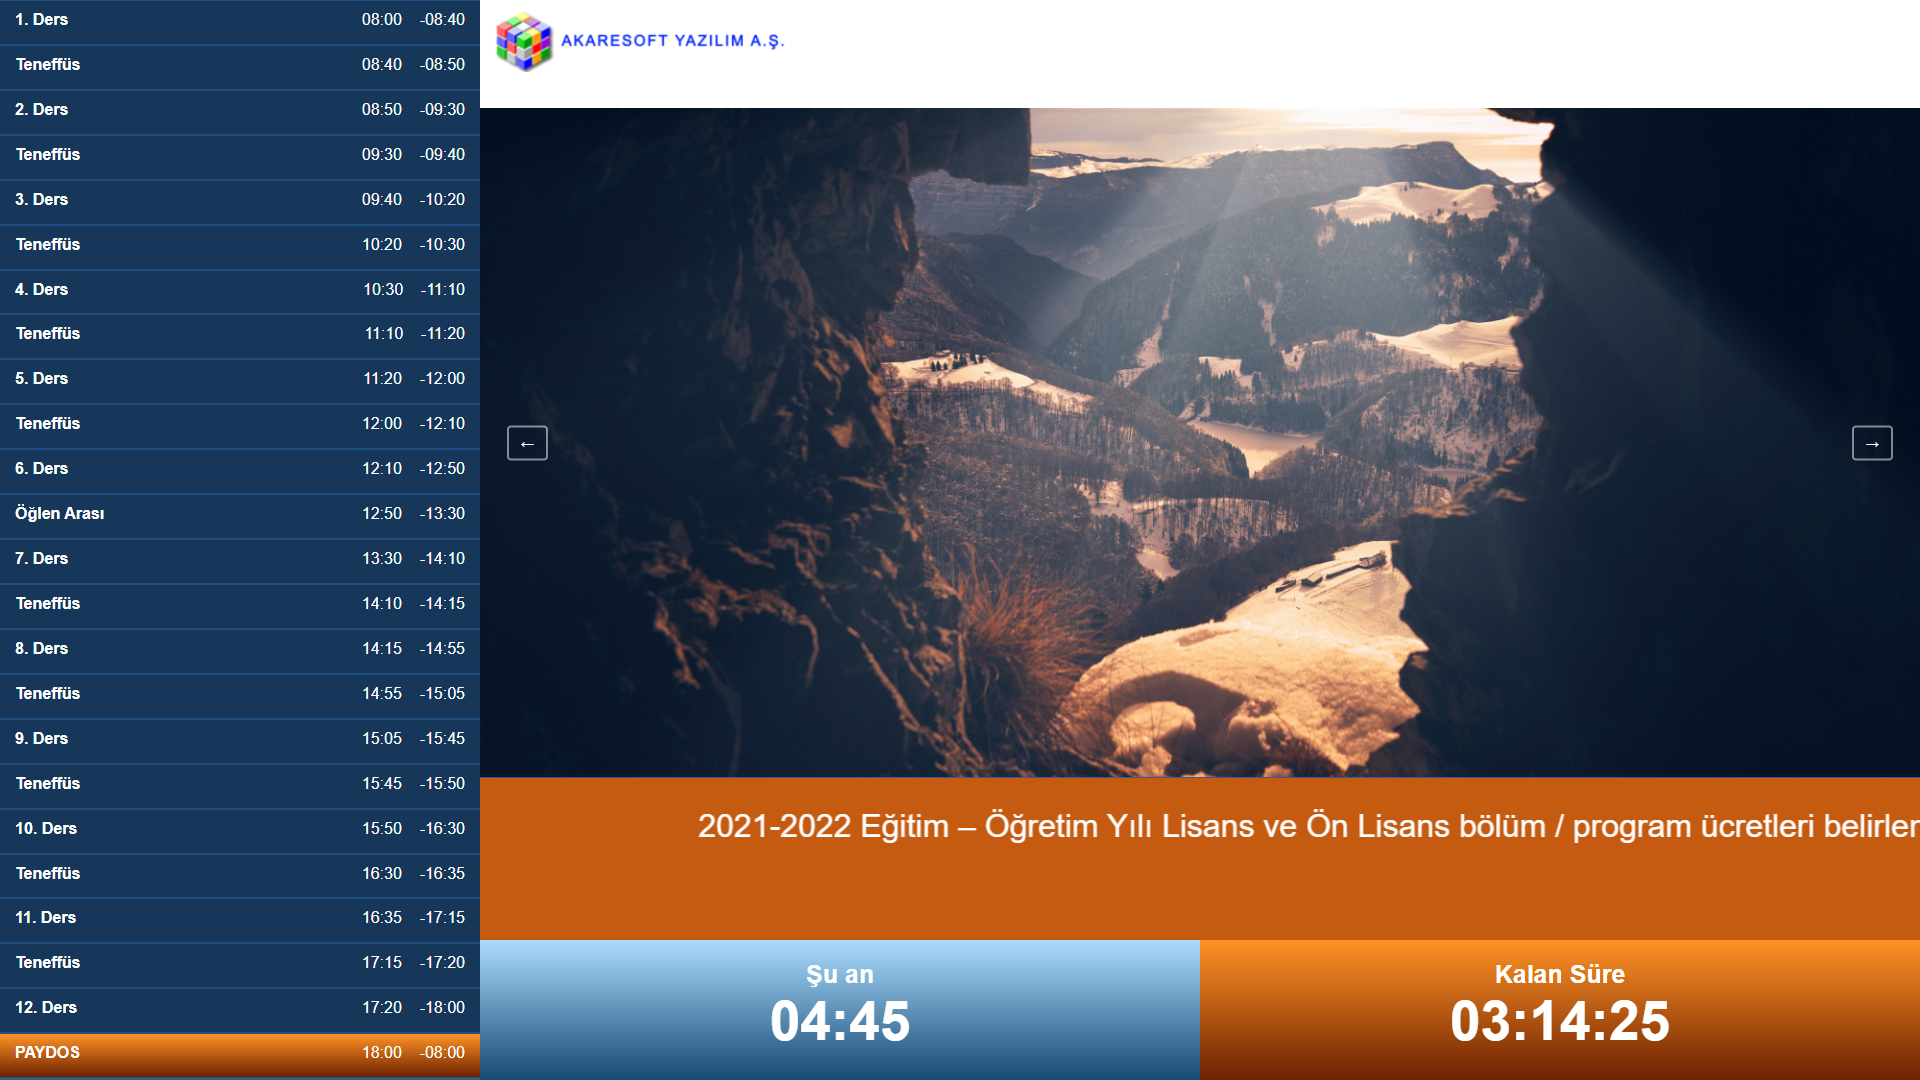 1. Ders 08:00 -08:40
Teneffüs 08:40 -08:50
2. Ders 08:50 -09:30
Teneffüs 09:30 -09:40
3. Ders 09:40 -10:20
Teneffüs 10:20 -10:30
4. Ders 10:30 -11:10
Teneffüs 11:10 -11:20
5. Ders 11:20 -12:00
Teneffüs 12:00 -12:10
6. Ders 12:10 -12:50
Öğlen Arası 12:50 -13:30
7. Ders 13:30 -14:10
Teneffüs 14:10 -14:15
8. Ders 14:15 -14:55
Teneffüs 14:55 -15:05
9. Ders 15:05 -15:45
Teneffüs 15:45 -15:50
10. Ders 15:50 -16:30
Teneffüs 16:30 -16:35
11. Ders 16:35 -17:15
Teneffüs 17:15 -17:20
12. Ders 17:20 -18:00
PAYDOS 18:00 -08:00
AKARESOFT YAZILIM A.Ş.
←
→
2021-2022 Eğitim – Öğretim Yılı Lisans ve Ön Lisans bölüm / program ücretleri belirler
Şu an
04:45
Kalan Süre
03:14:25